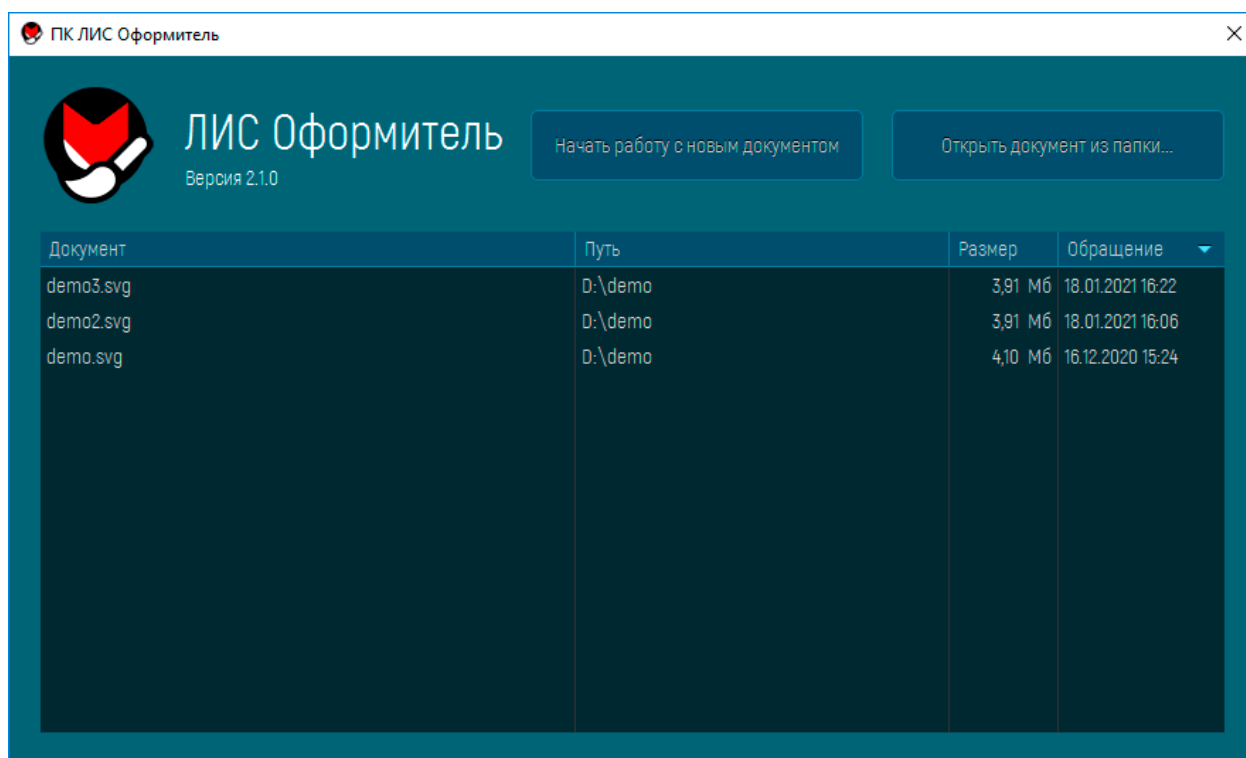 ПК ЛИС Оформитель
ЛИС Оформитель
Версия 2.1.0
Начать работу с новым документом
Открыть документ из папки...
Документ Путь Размер Обращение
demo3.svg D:\demo 3,91 Мб 18.01.2021 16:22
demo2.svg D:\demo 3,91 Мб 18.01.2021 16:06
demo.svg D:\demo 4,10 Мб 16.12.2020 15:24